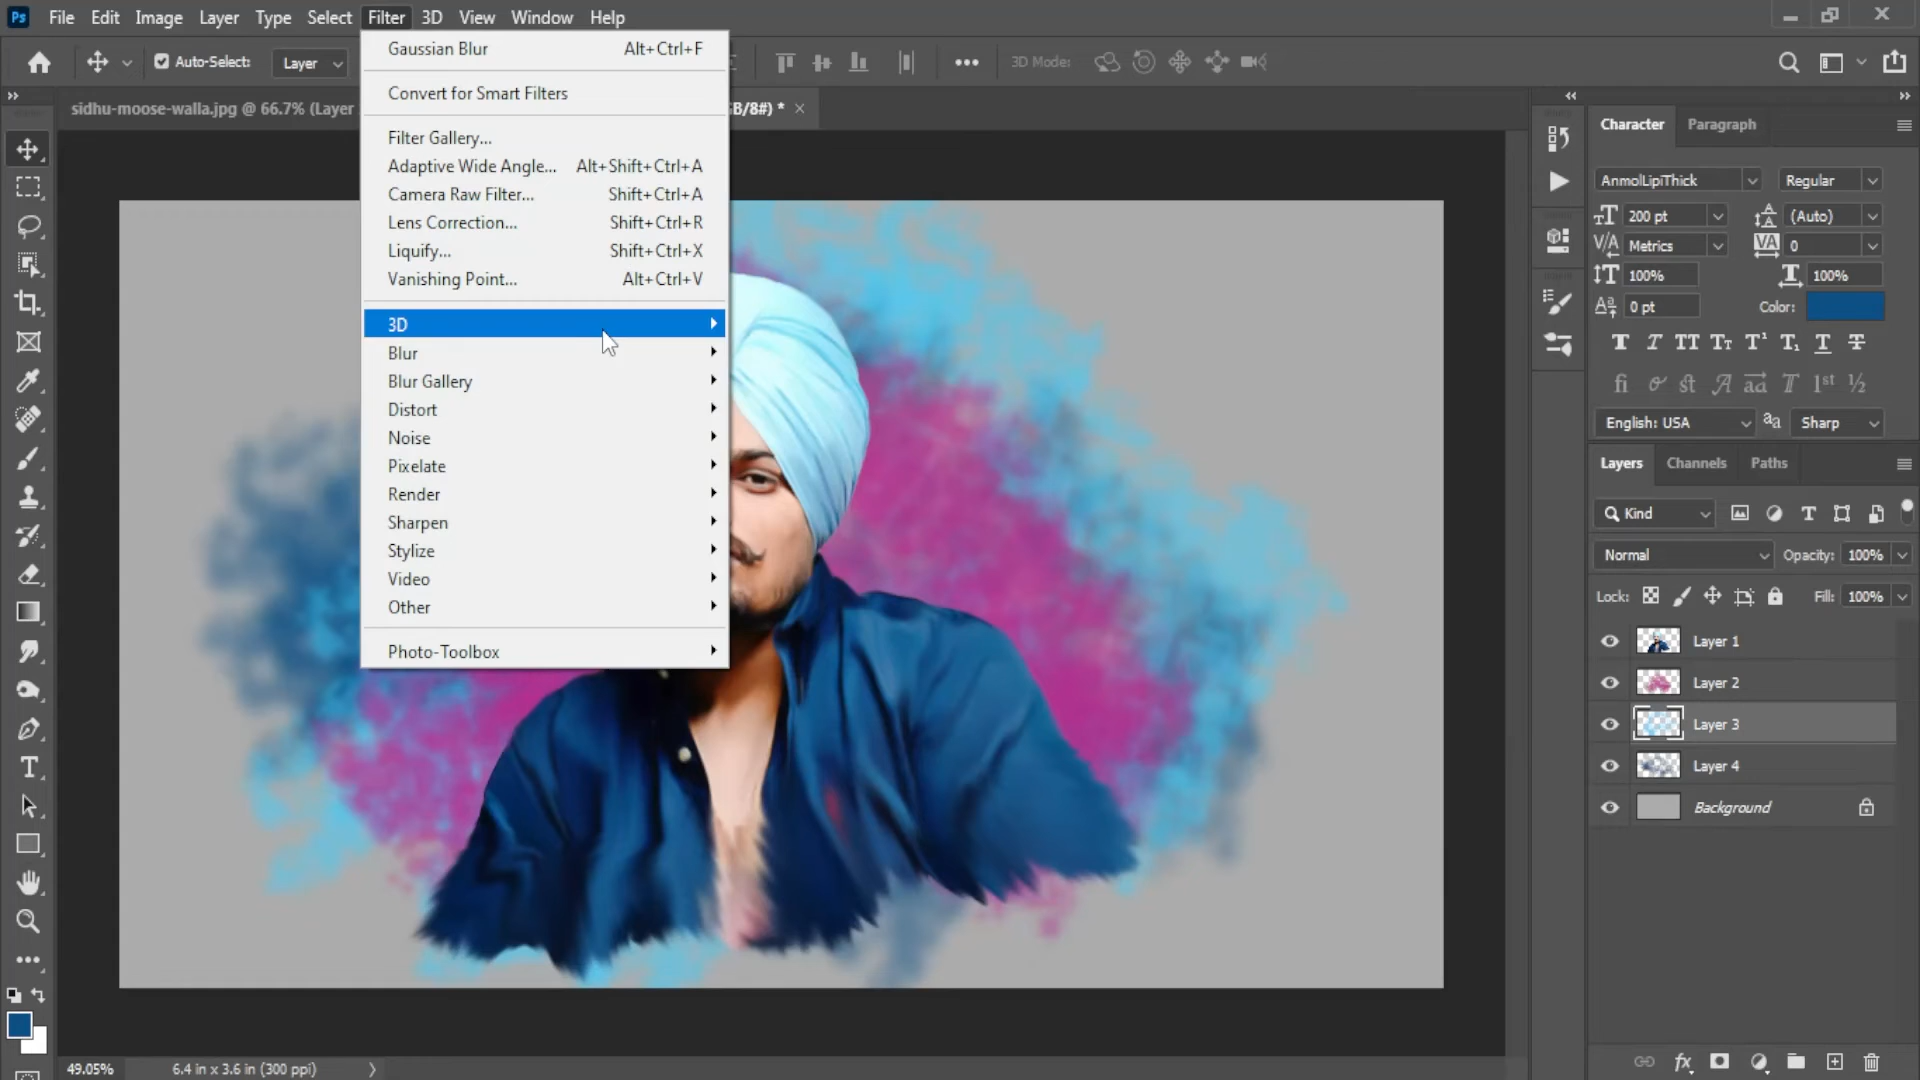 Ps File Edit Image Layer Type Select Filter 3D View Window Help
Auto-Select: Layer
3D Mode:
sidhu-moose-walla.jpg @ 66.7% (Layer
B/8#) * ×
Gaussian Blur Alt+Ctrl+F
Convert for Smart Filters
Filter Gallery...
Adaptive Wide Angle... Alt+Shift+Ctrl+A
Camera Raw Filter... Shift+Ctrl+A
Lens Correction... Shift+Ctrl+R
Liquify... Shift+Ctrl+X
Vanishing Point... Alt+Ctrl+V
3D
Blur
Blur Gallery
Distort
Noise
Pixelate
Render
Sharpen
Stylize
Video
Other
Photo-Toolbox
Character Paragraph
AnmolLipiThick Regular
200 pt (Auto)
Metrics 0
100% 100%
0 pt Color:
English: USA Sharp
Layers Channels Paths
Kind
Normal Opacity: 100%
Lock: Fill: 100%
Layer 1
Layer 2
Layer 3
Layer 4
Background
49.05% 6.4 in x 3.6 in (300 ppi)